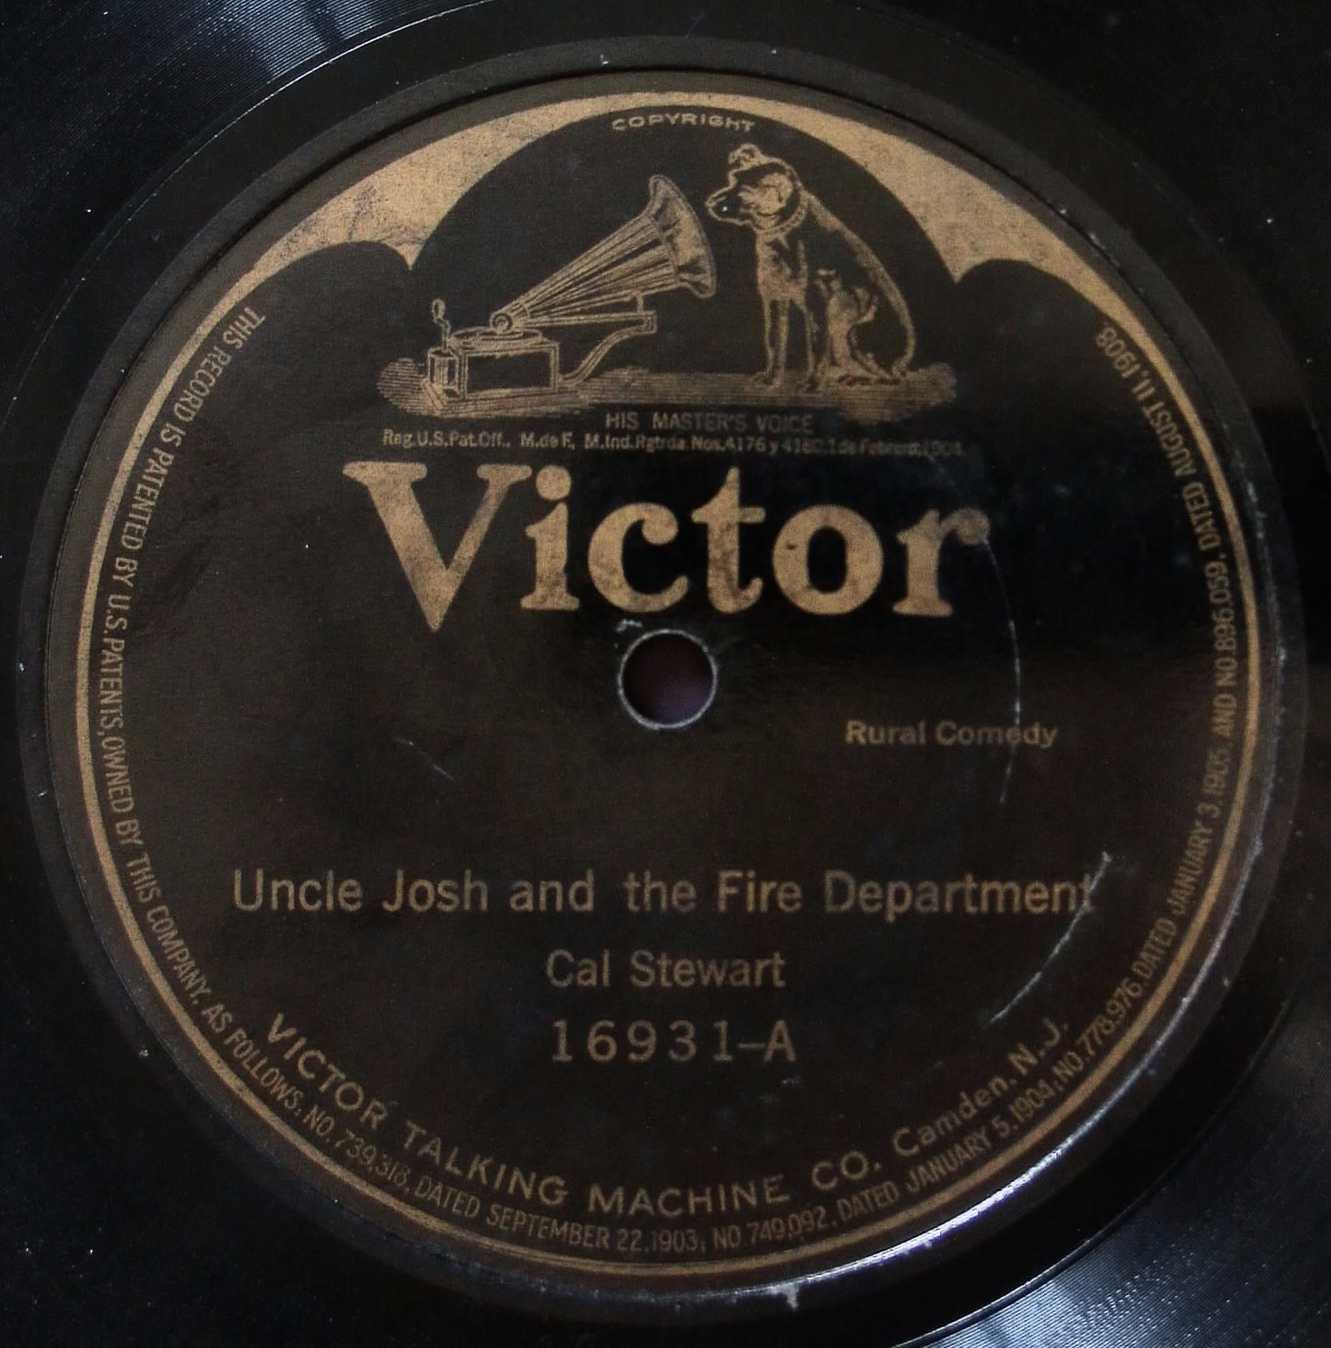 COPYRIGHT
HIS MASTER'S VOICE
Reg.U.S.Pat.Off., M.de F., M.Ind.Rgtrda.Nos.4176 y 4182.1 de Febrero.1904.
Victor
Rural Comedy
Uncle Josh and the Fire Department
Cal Stewart
16931–A
VICTOR TALKING MACHINE CO. Camden. N.J.
THIS RECORD IS PATENTED BY U.S. PATENTS, OWNED BY THIS COMPANY, AS FOLLOWS: NO. 739,318, DATED SEPTEMBER 22, 1903; NO. 749,092, DATED JANUARY 5, 1904; NO. 778,976, DATED JANUARY 3, 1905, AND NO. 896,059, DATED AUGUST 11, 1908.